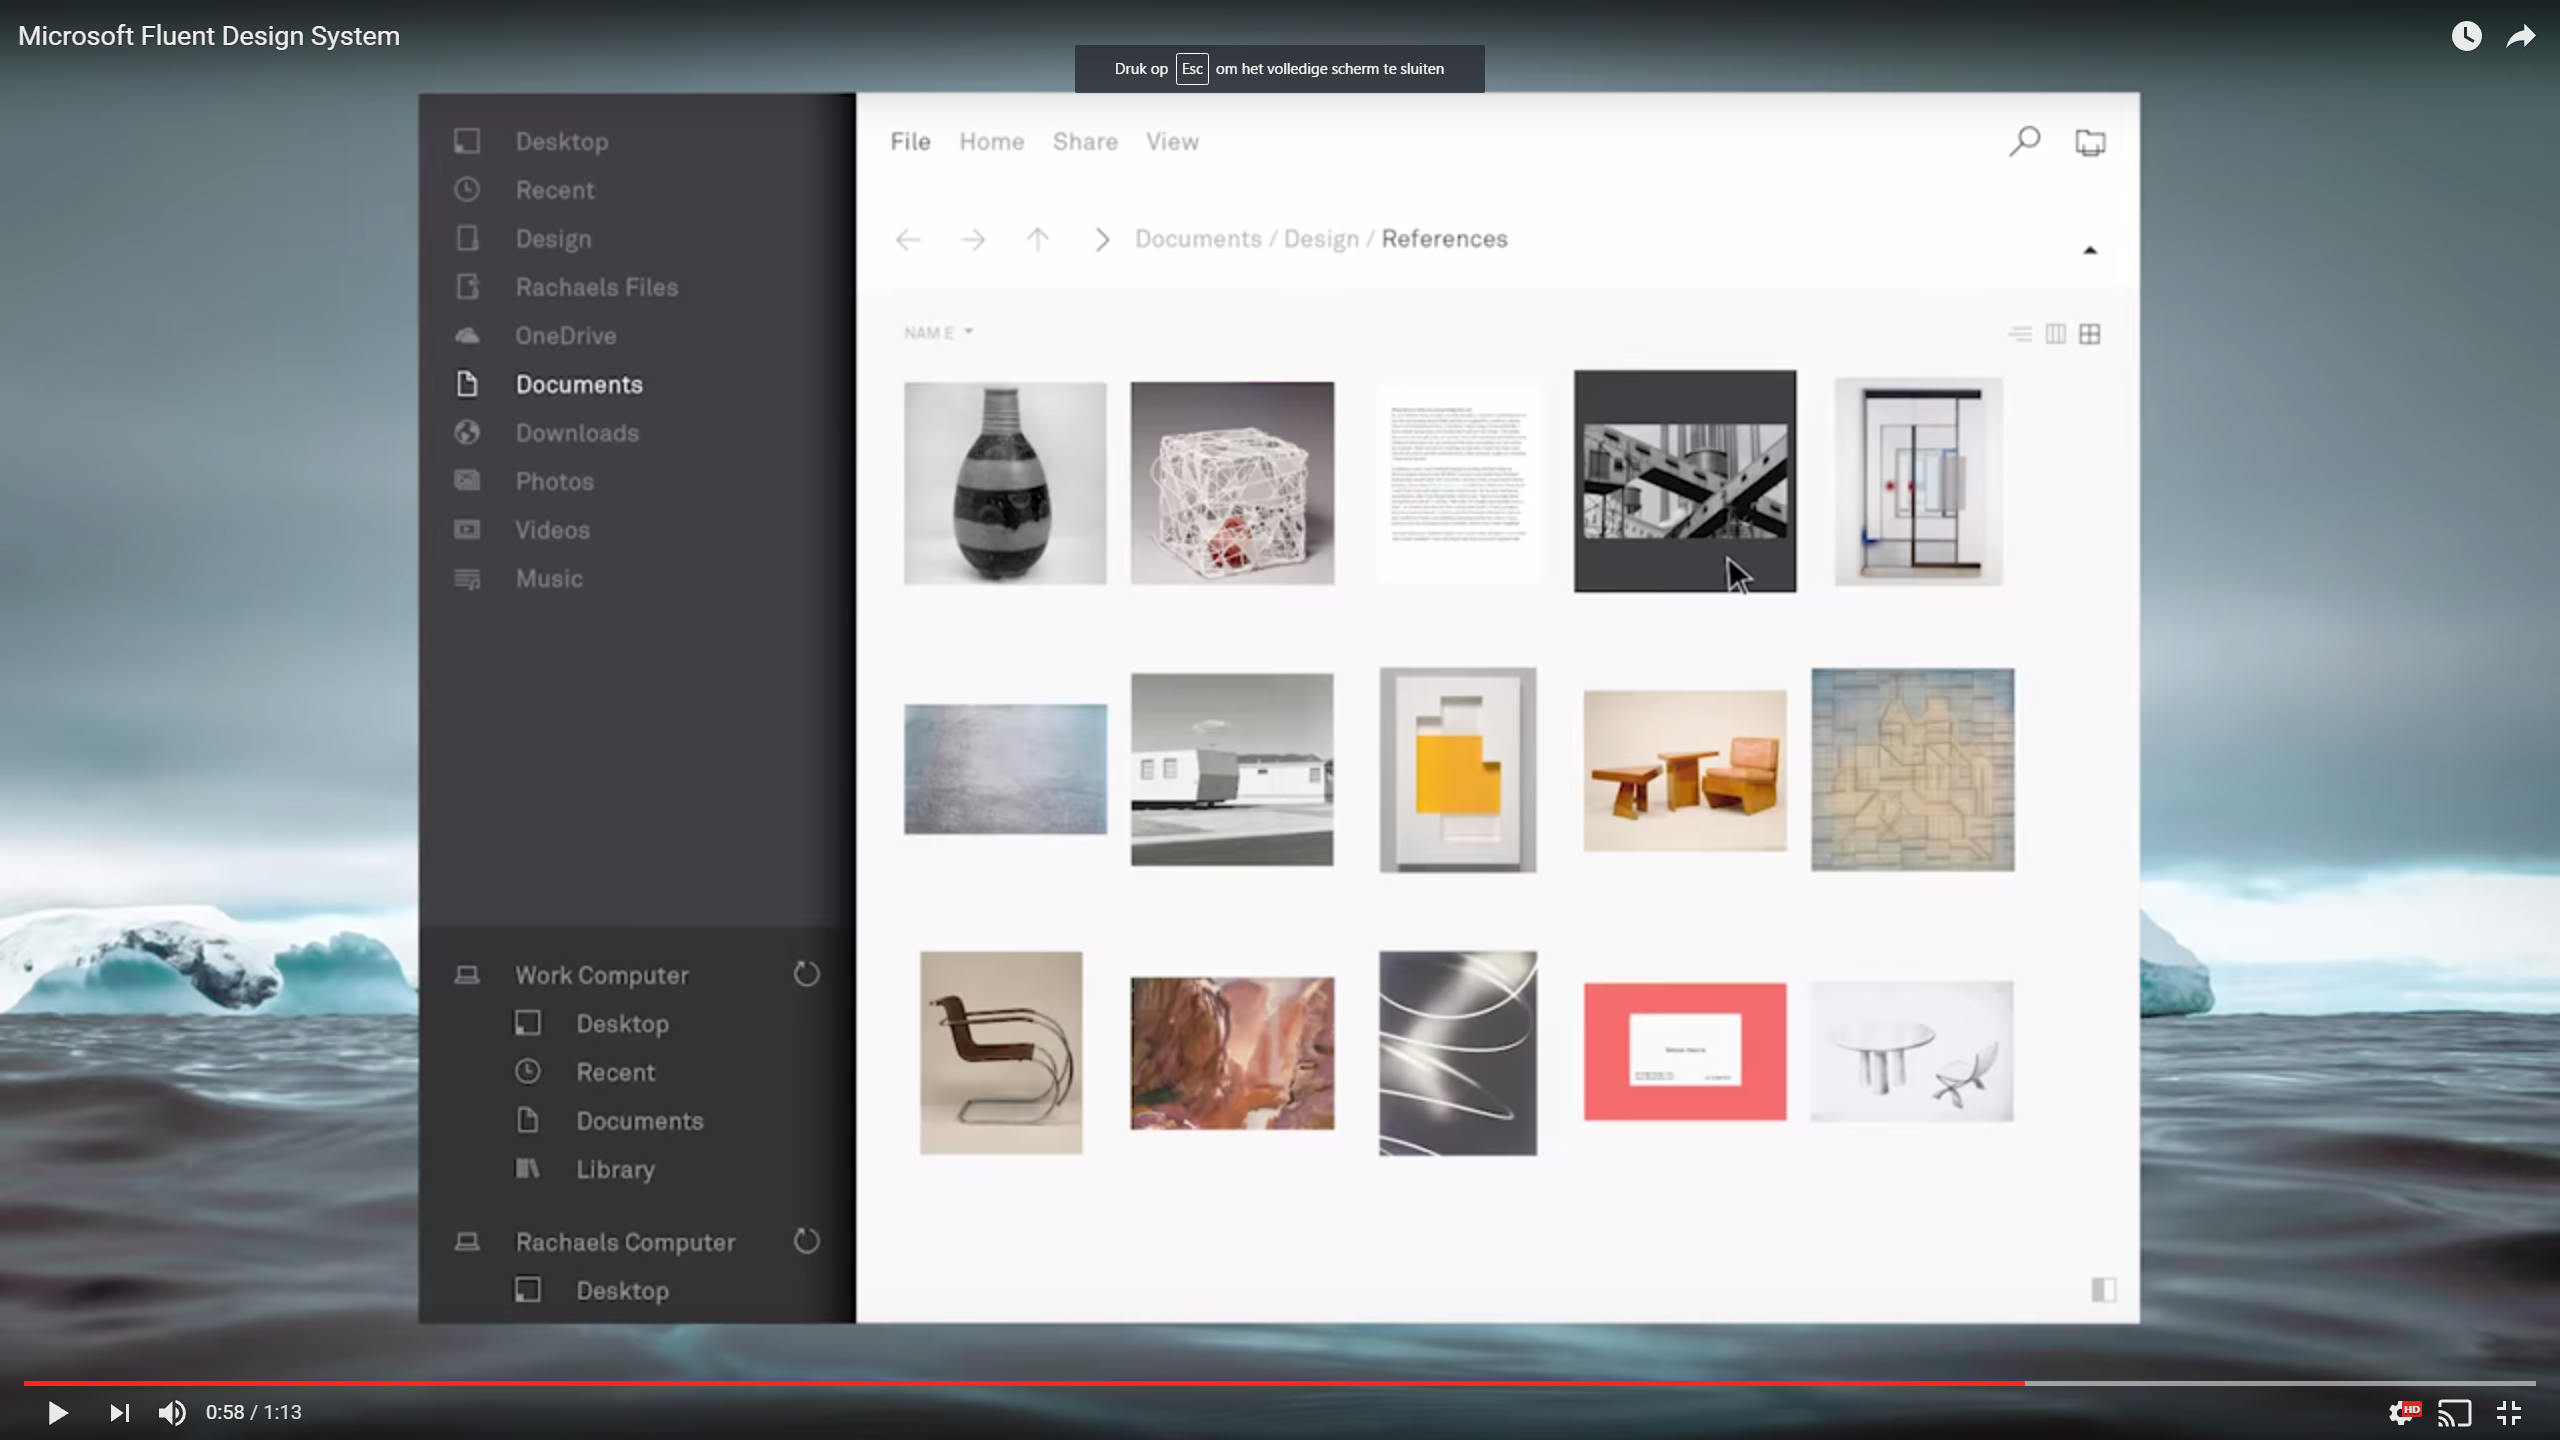 Microsoft Fluent Design System
Druk op Esc om het volledige scherm te sluiten
Desktop
Recent
Design
Rachaels Files
OneDrive
Documents
Downloads
Photos
Videos
Music
Work Computer
Desktop
Recent
Documents
Library
Rachaels Computer
Desktop
File Home Share View
Documents / Design / References
NAME
0:58 / 1:13
HD